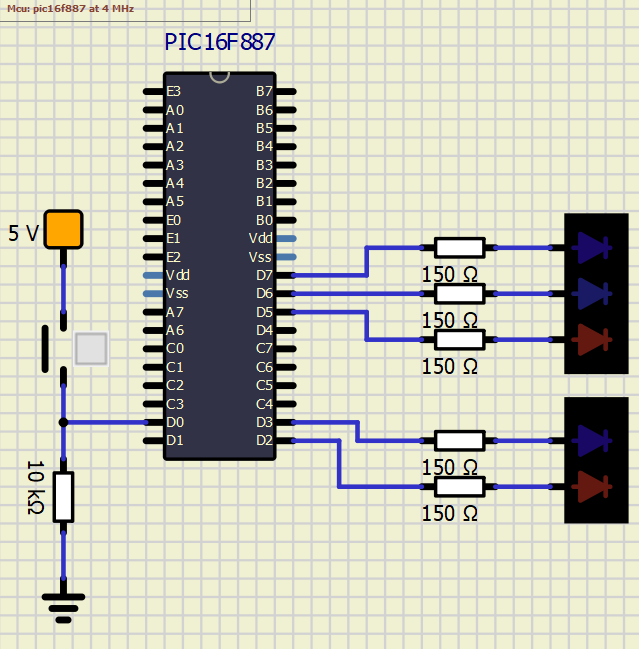 Mcu: pic16f887 at 4 MHz
PIC16F887
E3 B7
A0 B6
A1 B5
A2 B4
A3 B3
A4 B2
A5 B1
E0 B0
E1 Vdd
E2 Vss
Vdd D7
Vss D6
A7 D5
A6 D4
C0 C7
C1 C6
C2 C5
C3 C4
D0 D3
D1 D2
5 V
10 kΩ
150 Ω
150 Ω
150 Ω
150 Ω
150 Ω